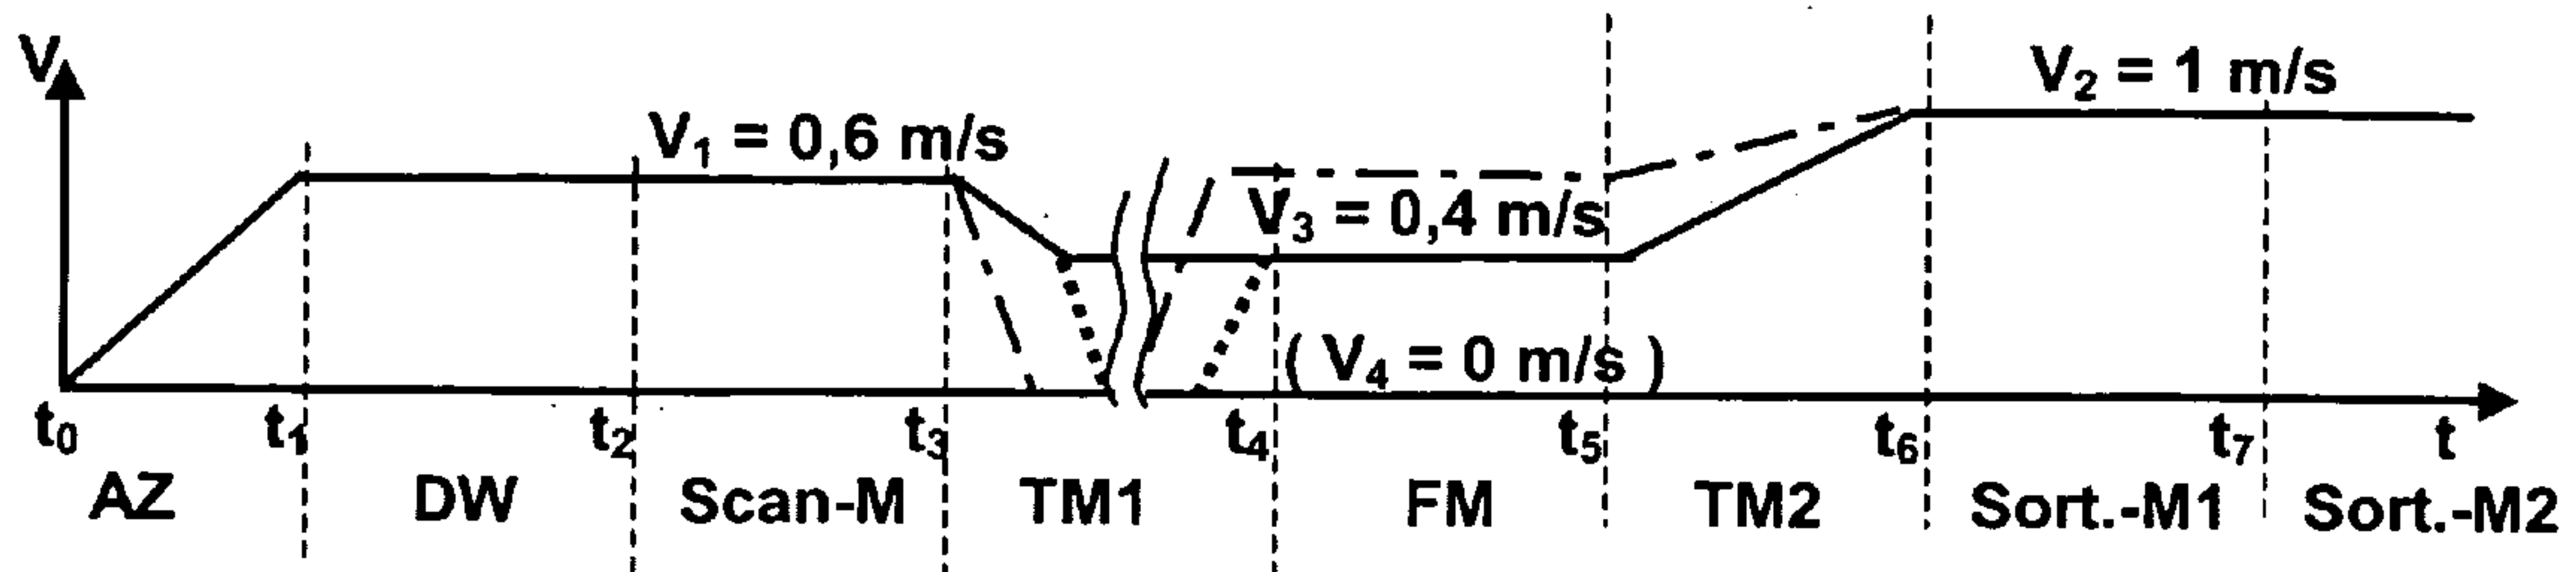 V
V₂ = 1 m/s
V₁ = 0,6 m/s
V₃ = 0,4 m/s
( V₄ = 0 m/s )
t₀ t₁ t₂ t₃ t₄ t₅ t₆ t₇ t
AZ DW Scan-M TM1 FM TM2 Sort.-M1 Sort.-M2